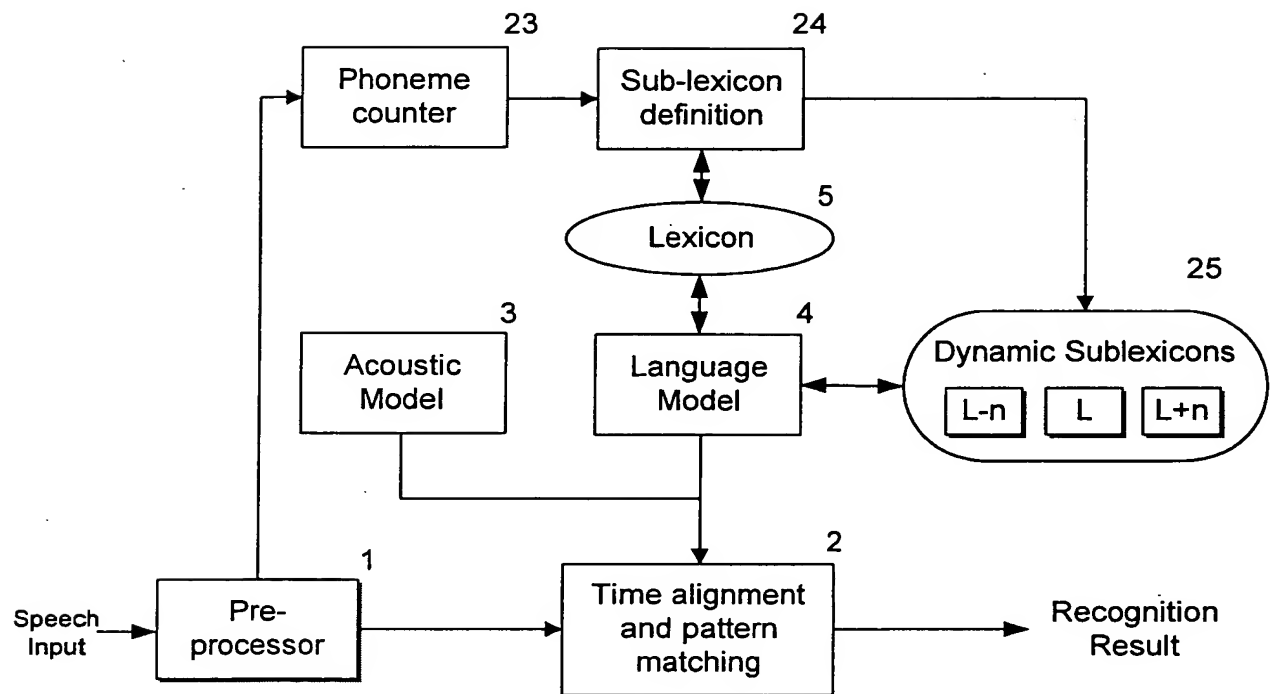 23
24
Phoneme
counter
Sub-lexicon
definition
5
Lexicon
25
3
4
Acoustic
Model
Language
Model
Dynamic Sublexicons
L-n
L
L+n
1
2
Speech
Input
Pre-
processor
Time alignment
and pattern
matching
Recognition
Result